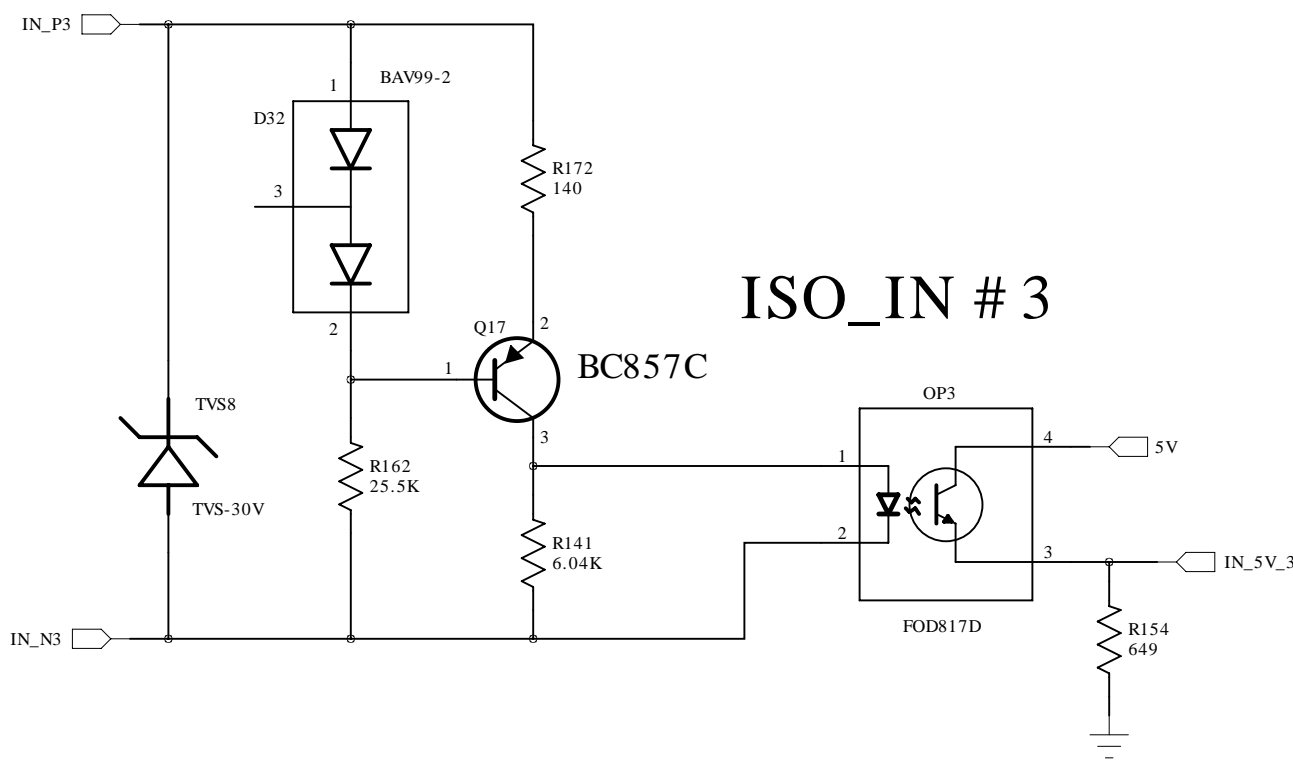 IN_P3
BAV99-2
1
D32
R172
140
3
ISO_IN # 3
2
Q17
2
1
BC857C
OP3
TVS8
3
4
5V
1
R162
25.5K
TVS-30V
2
R141
6.04K
3
IN_5V_3
FOD817D
R154
649
IN_N3